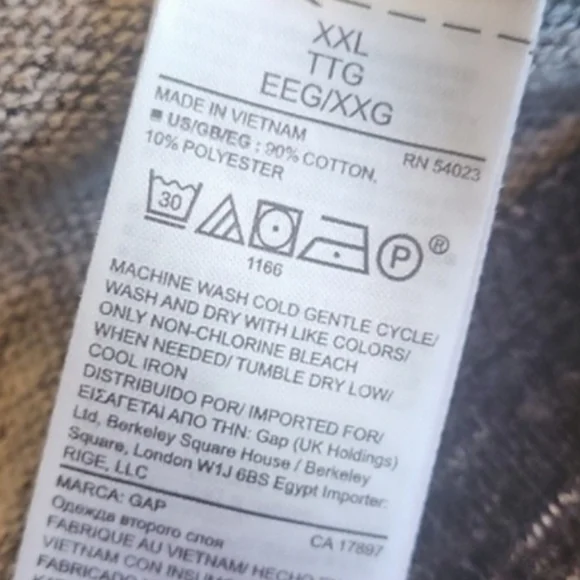 XXL
TTG
EEG/XXG
MADE IN VIETNAM
RN 54023
■ US/GB/EG : 90% COTTON,
10% POLYESTER
30
P ®
1166
MACHINE WASH COLD GENTLE CYCLE/
WASH AND DRY WITH LIKE COLORS/
ONLY NON-CHLORINE BLEACH
WHEN NEEDED/ TUMBLE DRY LOW/
COOL IRON
DISTRIBUIDO POR/ IMPORTED FOR/
ΕΙΣΑΓΕΤΑΙ ΑΠΟ ΤΗΝ: Gap (UK Holdings)
Ltd, Berkeley Square House / Berkeley
Square, London W1J 6BS Egypt Importer:
RIGE, LLC
MARCA: GAP
CA 17897
Одежда второго слоя
FABRIQUE AU VIETNAM/ HECHO
VIETNAM CON INSUM
FABRICADO